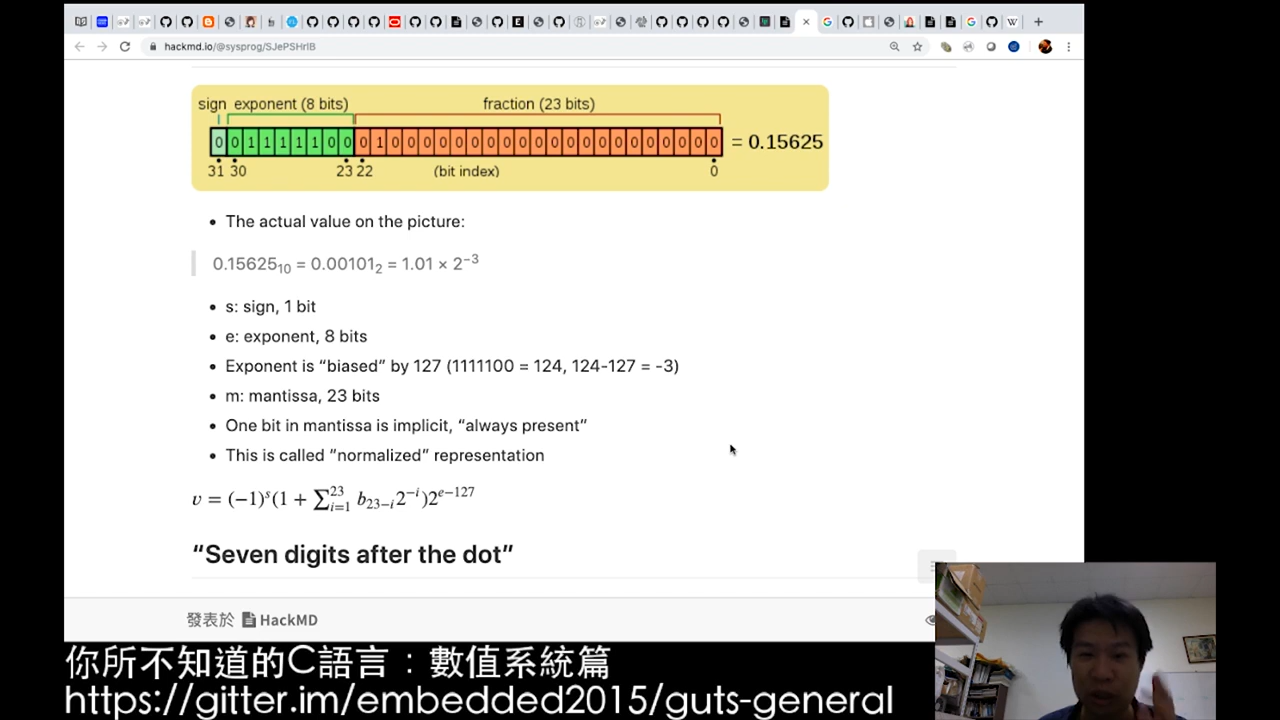 hackmd.io/@sysprog/SJePSHrlB
sign exponent (8 bits) fraction (23 bits)
0 0 1 1 1 1 1 0 0 0 1 0 0 0 0 0 0 0 0 0 0 0 0 0 0 0 0 0 0 0 0 0 = 0.15625
31 30 23 22 (bit index) 0
• The actual value on the picture:
0.15625₁₀ = 0.00101₂ = 1.01 × 2⁻³
• s: sign, 1 bit
• e: exponent, 8 bits
• Exponent is “biased” by 127 (1111100 = 124, 124-127 = -3)
• m: mantissa, 23 bits
• One bit in mantissa is implicit, “always present”
• This is called “normalized” representation
v = (−1)ˢ(1 + ∑²³ᵢ₌₁ b₂₃₋ᵢ2⁻ⁱ)2ᵉ⁻¹²⁷
“Seven digits after the dot”
發表於 HackMD
你所不知道的C語言：數值系統篇
https://gitter.im/embedded2015/guts-general